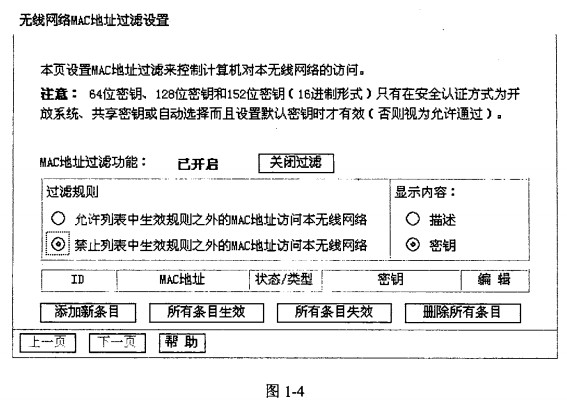 无线网络MAC地址过滤设置
本页设置MAC地址过滤来控制计算机对本无线网络的访问。
注意： 64位密钥、128位密钥和152位密钥（16进制形式）只有在安全认证方式为开
放系统、共享密钥或自动选择而且设置默认密钥时才有效（否则视为允许通过）。
MAC地址过滤功能： 已开启 关闭过滤
过滤规则 显示内容：
允许列表中生效规则之外的MAC地址访问本无线网络 描述
禁止列表中生效规则之外的MAC地址访问本无线网络 密钥
ID MAC地址 状态/类型 密钥 编 辑
添加新条目 所有条目生效 所有条目失效 删除所有条目
上一页 下一页 帮 助
图 1-4